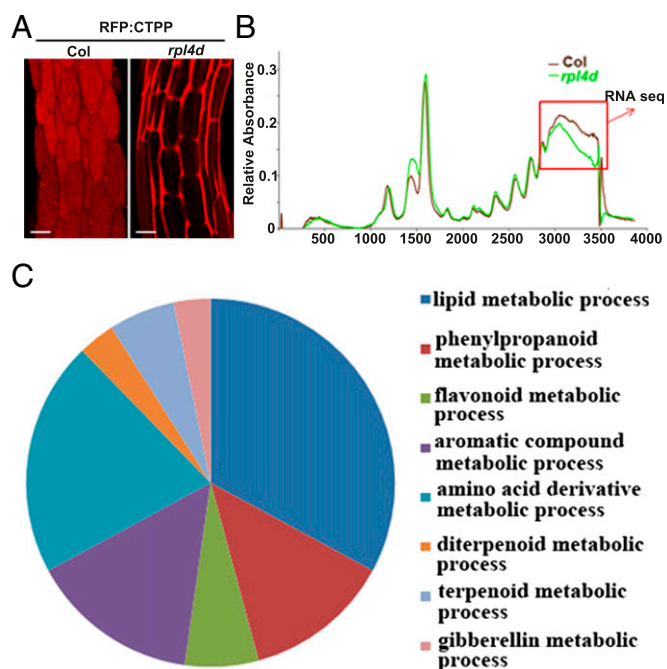 A
RFP:CTPP
Col
rpl4d
B
Relative Absorbance
0.3
0.2
0.1
0
500
1000
1500
2000
2500
3000
3500
4000
Col
rpl4d
RNA seq
C
lipid metabolic process
phenylpropanoid
metabolic process
flavonoid metabolic
process
aromatic compound
metabolic process
amino acid derivative
metabolic process
diterpenoid metabolic
process
terpenoid metabolic
process
gibberellin metabolic
process